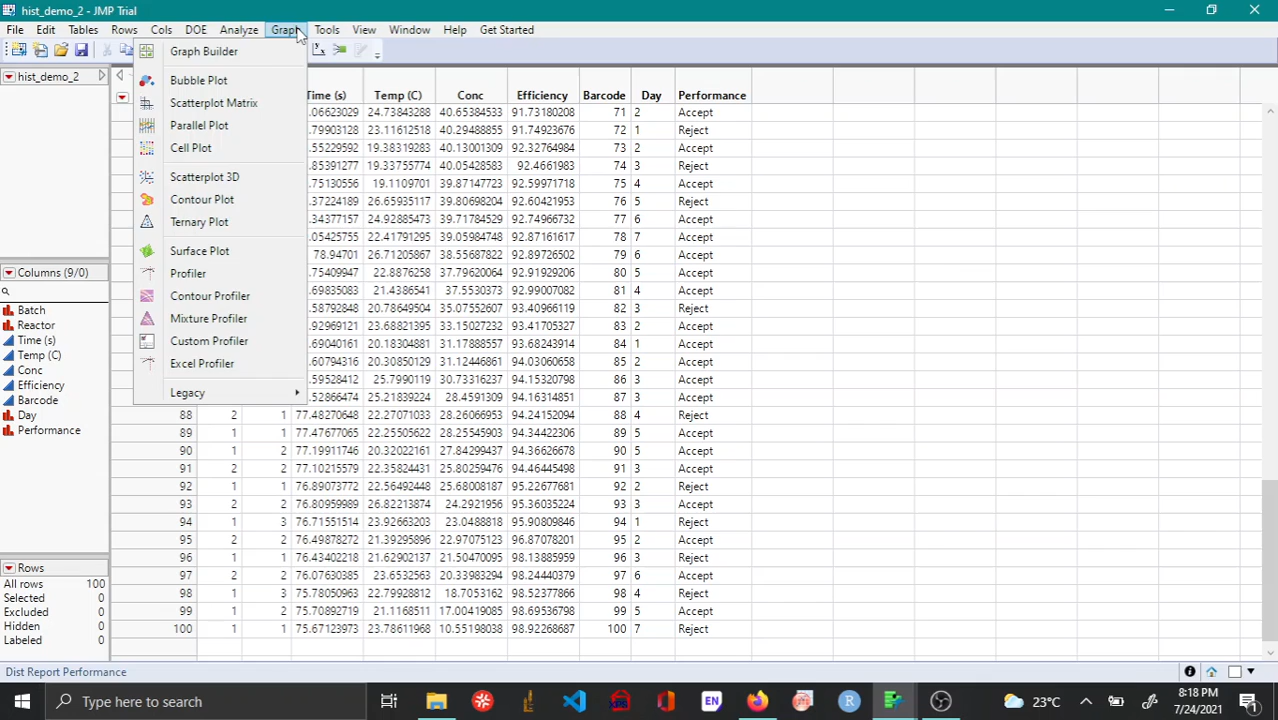 hist_demo_2 - JMP Trial
File Edit Tables Rows Cols DOE Analyze Graph Tools View Window Get Started
hist_demo_2
Graph Builder
Bubble Plot
Scatterplot Matrix
Parallel Plot
Cell Plot
Scatterplot 3D
Contour Plot
Ternary Plot
Surface Plot
Profiler
Contour Profiler
Mixture Profiler
Custom Profiler
Excel Profiler
Legacy
Columns (9/0)
Batch
Reactor
Time (s)
Temp (C)
Conc
Efficiency
Barcode
Day
Performance
Rows
All rows 100
Selected 0
Excluded 0
Hidden 0
Labeled 0
Time (s) Temp (C) Conc Efficiency Barcode Day Performance
.06623029 24.73843288 40.65384533 91.73180208 71 2 Accept
.79903128 23.11612518 40.29488855 91.74923676 72 1 Reject
.55229592 19.38319283 40.13001309 92.32764984 73 2 Accept
.85391277 19.33755774 40.05428583 92.4661983 74 3 Reject
.75130556 19.1109701 39.87147723 92.59971718 75 4 Accept
.37224189 26.65935117 39.80698204 92.60421953 76 5 Reject
.34377157 24.92885473 39.71784529 92.74966732 77 6 Accept
.05425755 22.41791295 39.05984748 92.87161617 78 7 Accept
78.94701 26.71205867 38.55687822 92.89726502 79 6 Accept
.75409947 22.8876258 37.79620064 92.91929206 80 5 Accept
.69835083 21.4386541 37.5530373 92.99007082 81 4 Accept
.58792848 20.78649504 35.07552607 93.40966119 82 3 Reject
.92969121 23.68821395 33.15027232 93.41705327 83 2 Accept
.69040161 20.18304881 31.17888557 93.68243914 84 1 Accept
.60794316 20.30850129 31.12446861 94.03060658 85 2 Accept
.59528412 25.7990119 30.73316237 94.15320798 86 3 Accept
.52866474 25.21839224 28.4591309 94.16314851 87 3 Accept
88 2 1 77.48270648 22.27071033 28.26066953 94.24152094 88 4 Reject
89 1 1 77.47677065 22.25505622 28.25545903 94.34422306 89 5 Accept
90 1 2 77.19911746 20.32022161 27.84299437 94.36626678 90 5 Accept
91 2 2 77.10215579 22.35824431 25.80259476 94.46445498 91 3 Accept
92 1 1 76.89073772 22.56492448 25.68008187 95.22677681 92 2 Reject
93 2 2 76.80959989 26.82213874 24.2921956 95.36035224 93 3 Accept
94 1 3 76.71551514 23.92663203 23.0488818 95.90809846 94 1 Reject
95 2 2 76.49878272 21.39295896 22.97075123 96.87078201 95 2 Accept
96 1 1 76.43402218 21.62902137 21.50470095 98.13885959 96 3 Reject
97 2 2 76.07630385 23.6532563 20.33983294 98.24440379 97 6 Accept
98 1 3 75.78050963 22.79928812 18.7053162 98.52377866 98 4 Reject
99 1 2 75.70892719 21.1168511 17.00419085 98.69536798 99 5 Accept
100 1 1 75.67123973 23.78611968 10.55198038 98.92268687 100 7 Reject
Dist Report Performance
Type here to search
EN
R
23°C
8:18 PM
7/24/2021
1